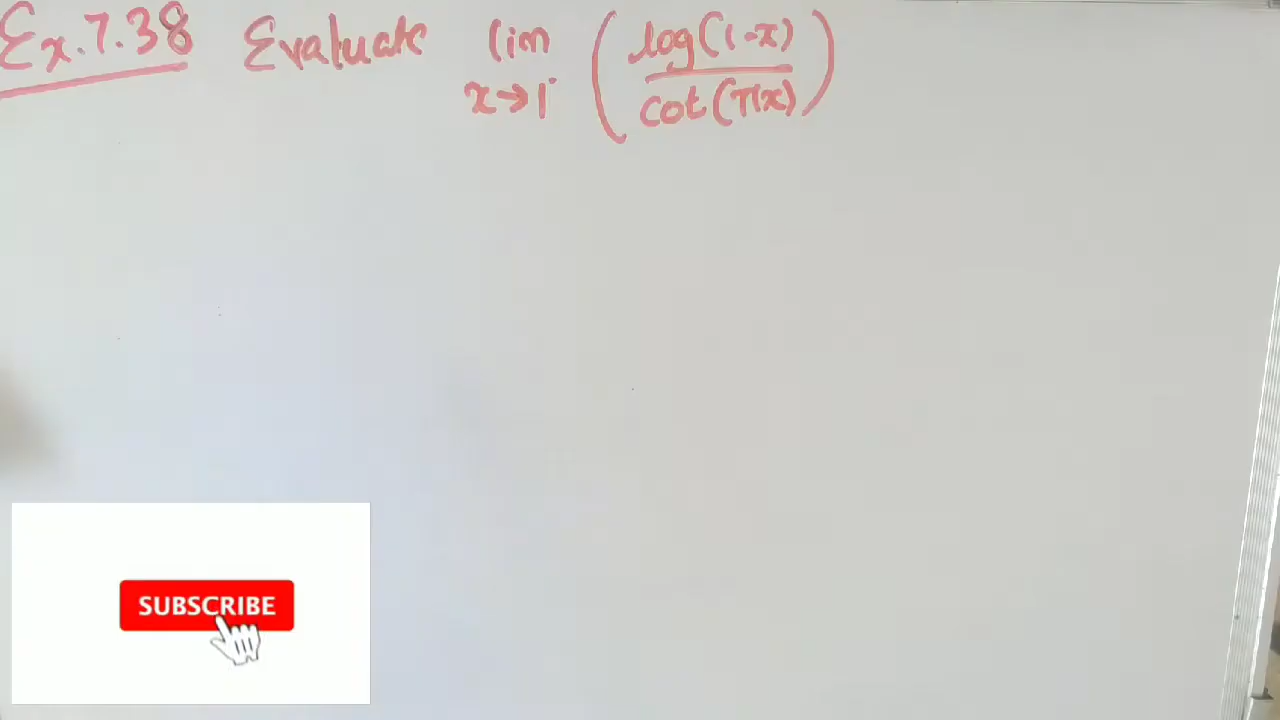 Ex.7.38 Evaluate lim x→1⁻ (log(1-x) / cot(πx))
SUBSCRIBE